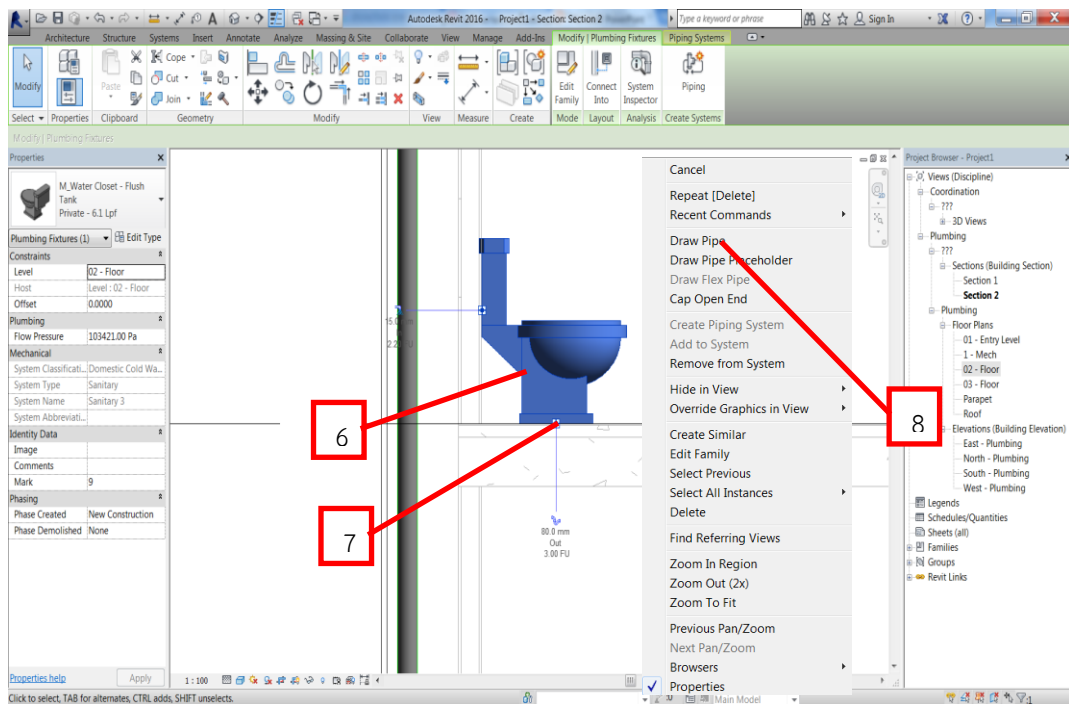 Autodesk Revit 2016 - Project1 - Section: Section 2
Type a keyword or phrase
Sign In
Architecture Structure Systems Insert Annotate Analyze Massing & Site Collaborate View Manage Add-Ins Modify | Plumbing Fixtures Piping Systems
Modify
Paste
Cope
Cut
Join
Edit Family
Connect Into
System Inspector
Piping
Select Properties Clipboard Geometry Modify View Measure Create Mode Layout Analysis Create Systems
Modify | Plumbing Fixtures
Properties
M_Water Closet - Flush Tank
Private - 6.1 Lpf
Plumbing Fixtures (1) Edit Type
Constraints
Level 02 - Floor
Host Level : 02 - Floor
Offset 0.0000
Plumbing
Flow Pressure 103421.00 Pa
Mechanical
System Classificati... Domestic Cold Wa...
System Type Sanitary
System Name Sanitary 3
System Abbreviati...
Identity Data
Image
Comments
Mark 9
Phasing
Phase Created New Construction
Phase Demolished None
Properties help Apply
6
7
8
80.0 mm
Out
3.00 FU
Cancel
Repeat [Delete]
Recent Commands
Draw Pipe
Draw Pipe Placeholder
Draw Flex Pipe
Cap Open End
Create Piping System
Add to System
Remove from System
Hide in View
Override Graphics in View
Create Similar
Edit Family
Select Previous
Select All Instances
Delete
Find Referring Views
Zoom In Region
Zoom Out (2x)
Zoom To Fit
Previous Pan/Zoom
Next Pan/Zoom
Browsers
Properties
Project Browser - Project1
Views (Discipline)
Coordination
???
3D Views
Plumbing
???
Sections (Building Section)
Section 1
Section 2
Plumbing
Floor Plans
01 - Entry Level
1 - Mech
02 - Floor
03 - Floor
Parapet
Roof
Elevations (Building Elevation)
East - Plumbing
North - Plumbing
South - Plumbing
West - Plumbing
Legends
Schedules/Quantities
Sheets (all)
Families
Groups
Revit Links
1 : 100
Click to select, TAB for alternates, CTRL adds, SHIFT unselects.
Main Model
:1